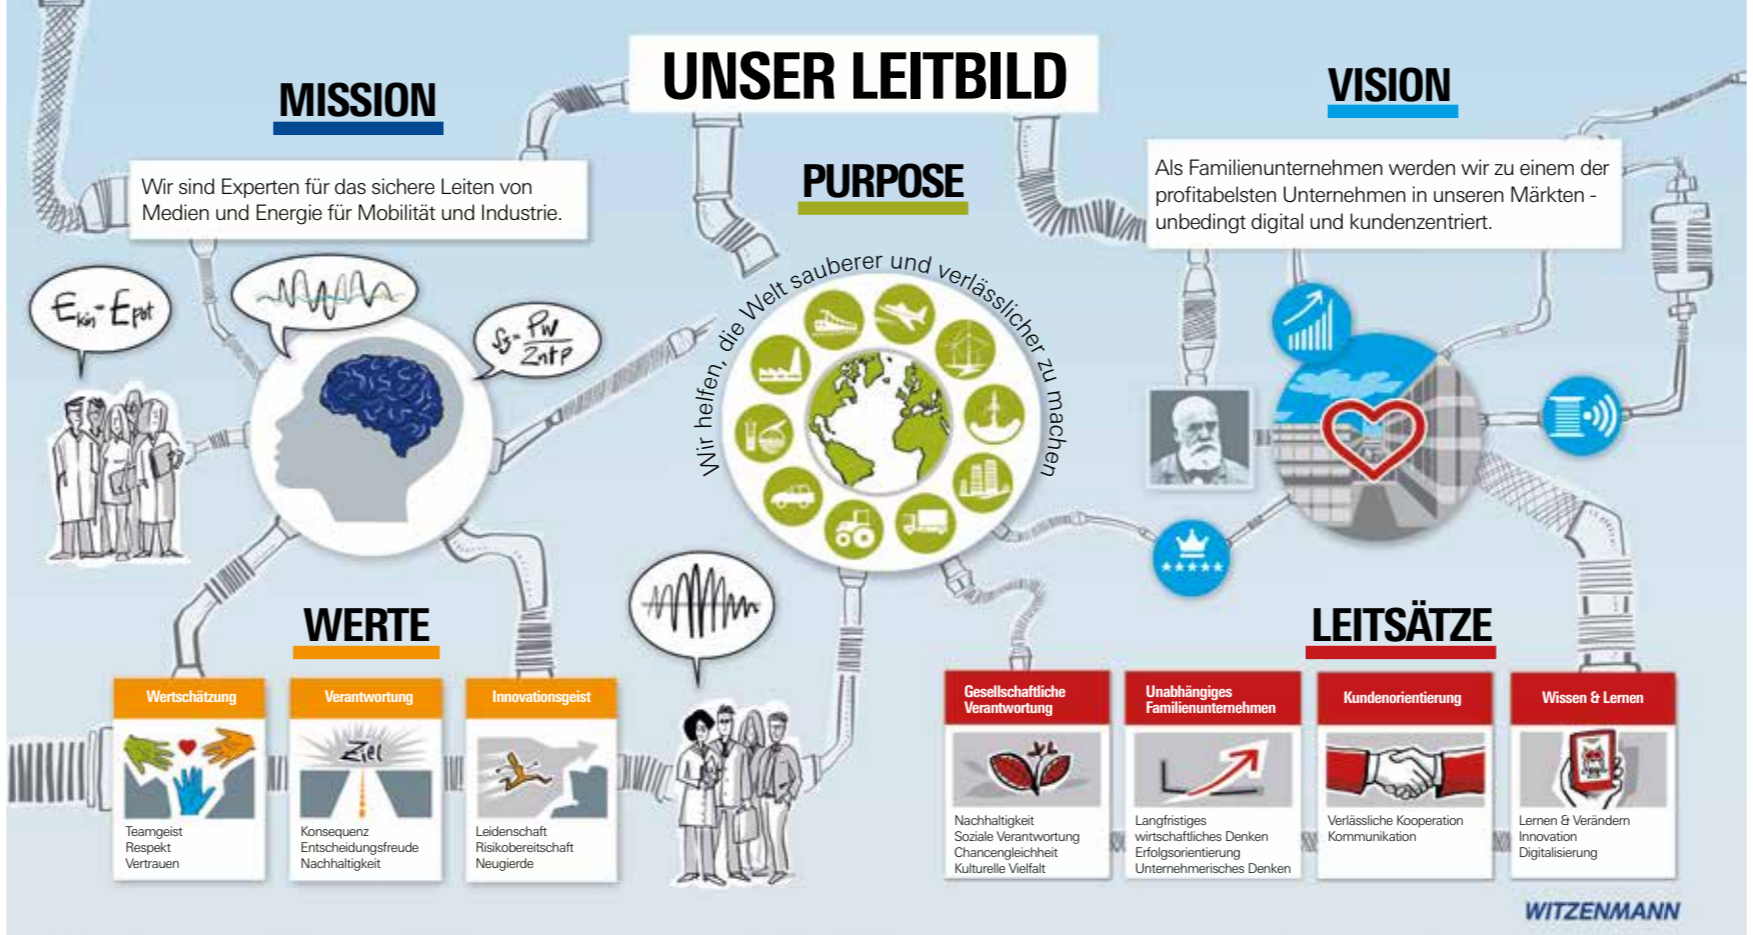 UNSER LEITBILD
MISSION
Wir sind Experten für das sichere Leiten von
Medien und Energie für Mobilität und Industrie.
PURPOSE
Wir helfen, die Welt sauberer und verlässlicher zu machen
VISION
Als Familienunternehmen werden wir zu einem der
profitabelsten Unternehmen in unseren Märkten -
unbedingt digital und kundenzentriert.
Ekin = Epot
WERTE
Wertschätzung
Teamgeist
Respekt
Vertrauen
Verantwortung
Ziel
Konsequenz
Entscheidungsfreude
Nachhaltigkeit
Innovationsgeist
Leidenschaft
Risikobereitschaft
Neugierde
LEITSÄTZE
Gesellschaftliche
Verantwortung
Nachhaltigkeit
Soziale Verantwortung
Chancengleichheit
Kulturelle Vielfalt
Unabhängiges
Familienunternehmen
Langfristiges
wirtschaftliches Denken
Erfolgsorientierung
Unternehmerisches Denken
Kundenorientierung
Verlässliche Kooperation
Kommunikation
Wissen & Lernen
Lernen & Verändern
Innovation
Digitalisierung
WITZENMANN